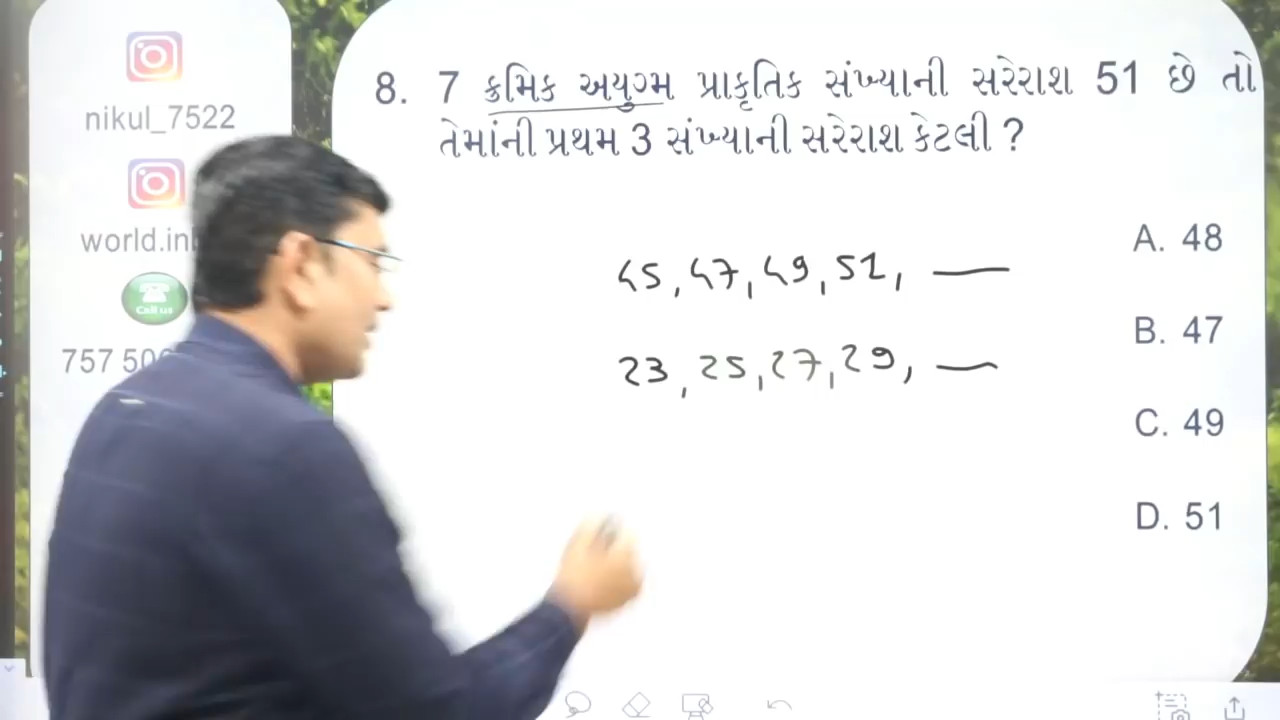 nikul_7522
world.in
Call us
757 50
8. 7 ક્રમિક અયુગ્મ પ્રાકૃતિક સંખ્યાની સરેરાશ 51 છે તો
તેમાંની પ્રથમ 3 સંખ્યાની સરેરાશ કેટલી ?
45, 47, 49, 51, —
23, 25, 27, 29, —
A. 48
B. 47
C. 49
D. 51